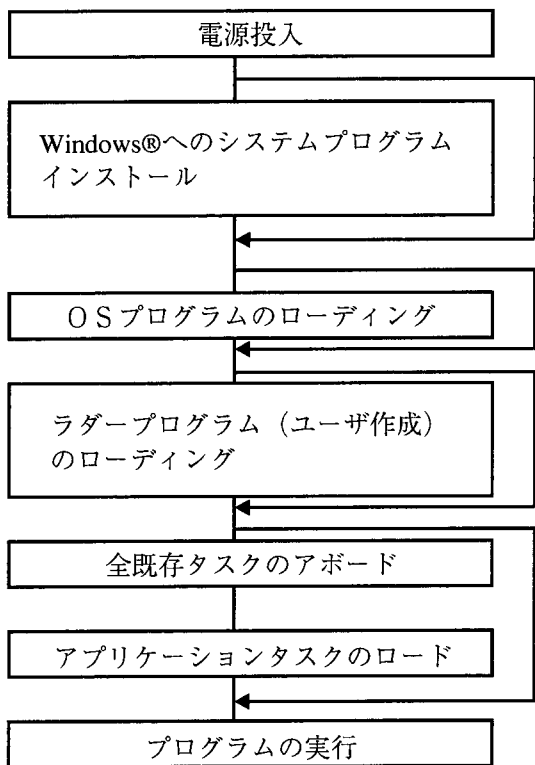 電源投入
Windows®へのシステムプログラム
インストール
ＯＳプログラムのローディング
ラダープログラム（ユーザ作成）
のローディング
全既存タスクのアボード
アプリケーションタスクのロード
プログラムの実行